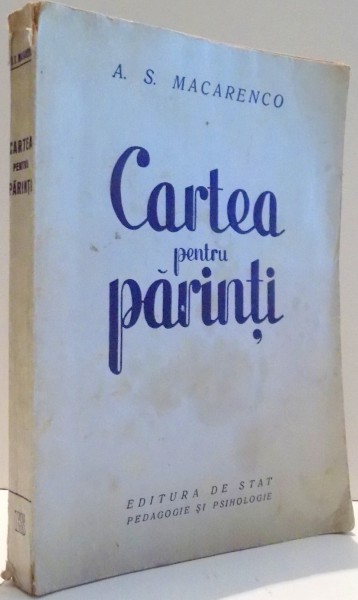 A. S. MACARENCO
Cartea
pentru
părinți
EDITURA DE STAT
PEDAGOGIE ȘI PSIHOLOGIE
CARTEA
PENTRU
PĂRINȚI